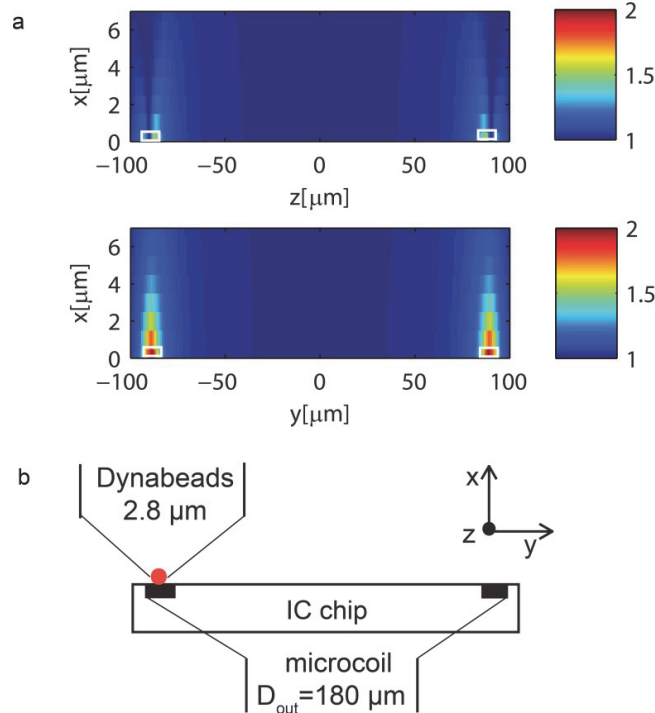 a
x[μm]
6
4
2
0
−100
−50
0
50
100
z[μm]
2
1.5
1
x[μm]
6
4
2
0
−100
−50
0
50
100
y[μm]
2
1.5
1
b
Dynabeads
2.8 μm
x
z
y
IC chip
microcoil
Dout=180 μm